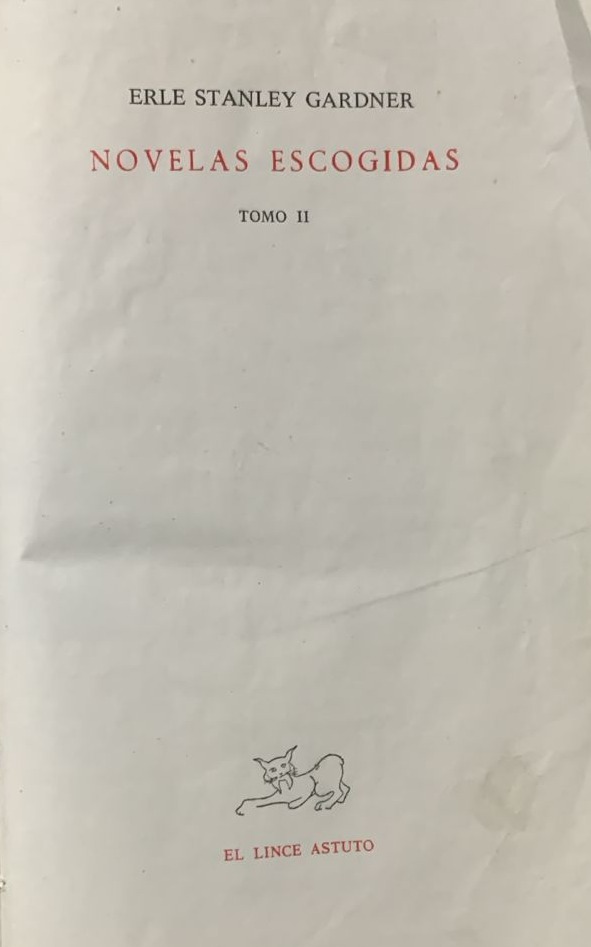 ERLE STANLEY GARDNER
NOVELAS ESCOGIDAS
TOMO II
EL LINCE ASTUTO